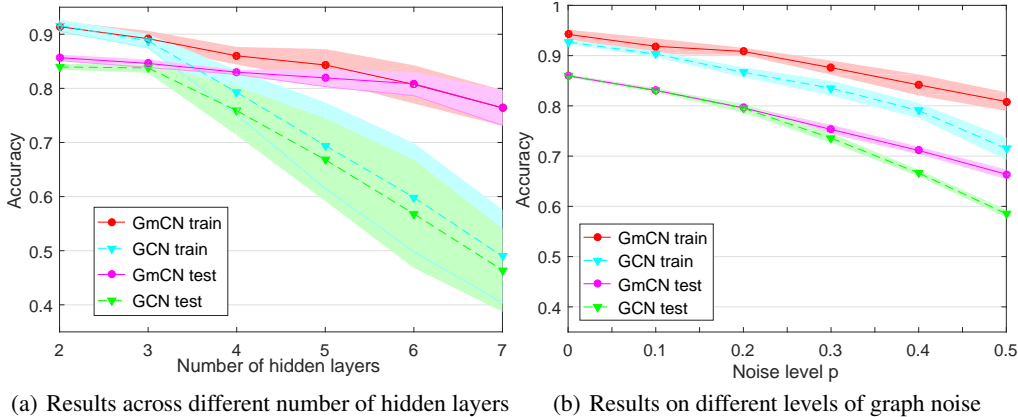 0.9
0.8
0.7
0.6
0.5
0.4
Accuracy
GmCN train
GCN train
GmCN test
GCN test
2 3 4 5 6 7
Number of hidden layers
(a) Results across different number of hidden layers
1
0.9
0.8
0.7
0.6
0.5
0.4
Accuracy
GmCN train
GCN train
GmCN test
GCN test
0 0.1 0.2 0.3 0.4 0.5
Noise level p
(b) Results on different levels of graph noise